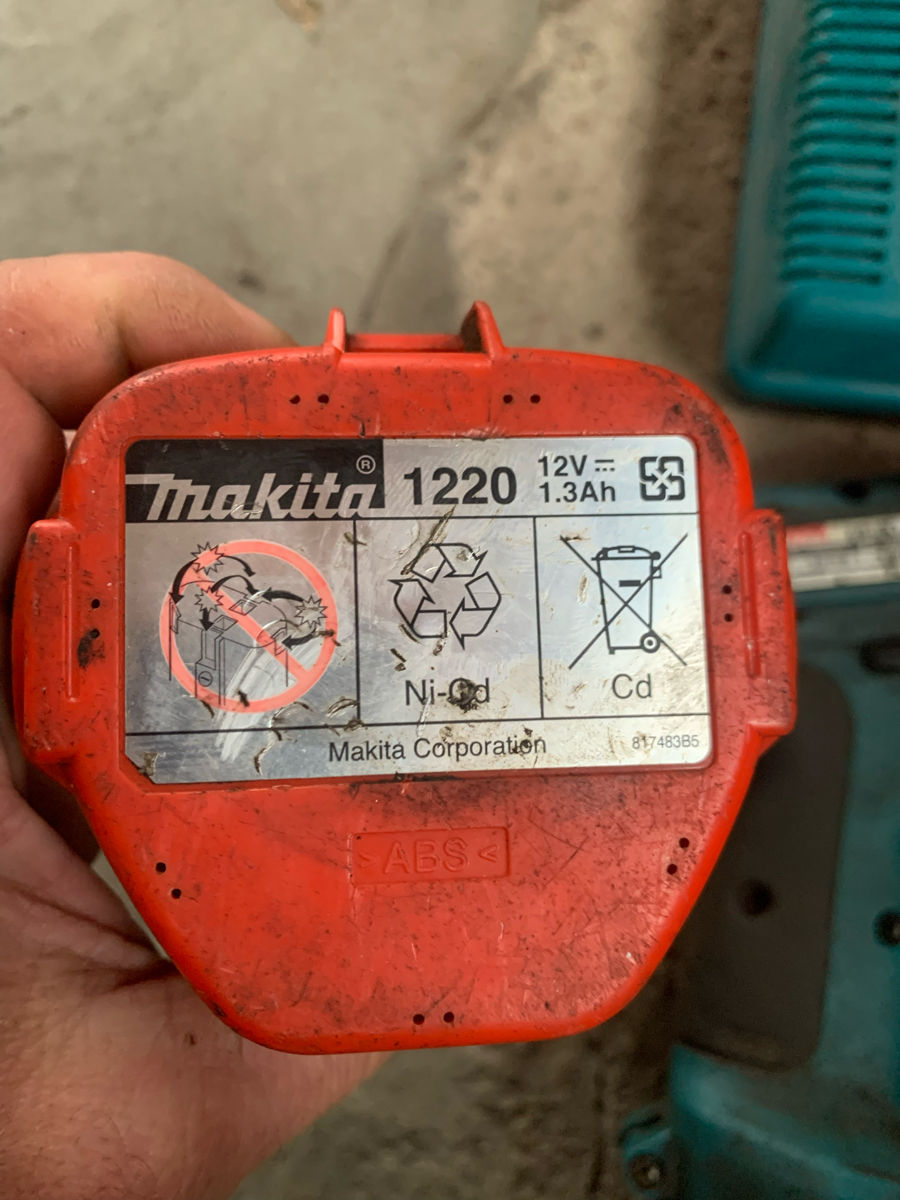 makita®
1220
12V
1.3Ah
Ni-Cd
Cd
Makita Corporation
817483B5
>ABS<